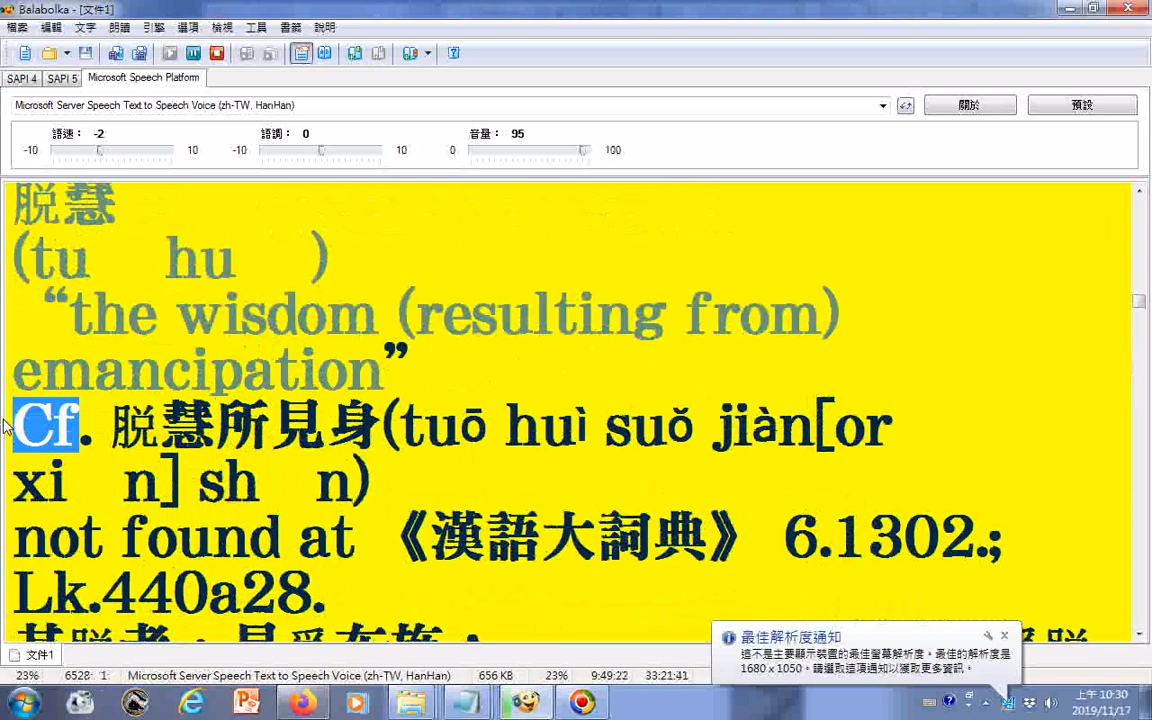 Balabolka - [文件1]
檔案 編輯 文字 朗讀 引擎 選項 檢視 工具 書籤 說明
SAPI 4 SAPI 5 Microsoft Speech Platform
Microsoft Server Speech Text to Speech Voice (zh-TW, HanHan) 關於 預設
語速： -2 語調： 0 音量： 95
-10 10 -10 10 0 100
脱慧
(tu hu )
“the wisdom (resulting from)
emancipation”
Cf. 脱慧所見身(tuō huì suǒ jiàn[or
xi n] sh n)
not found at 《漢語大詞典》 6.1302.;
Lk.440a28.
最佳解析度通知
這不是主要顯示裝置的最佳螢幕解析度。最佳的解析度是
1680 x 1050。請選取這項通知以獲取更多資訊。
文件1
23% 6528: 1: Microsoft Server Speech Text to Speech Voice (zh-TW, HanHan) 656 KB 23% 9:49:22 33:21:41
上午 10:30
2019/11/17